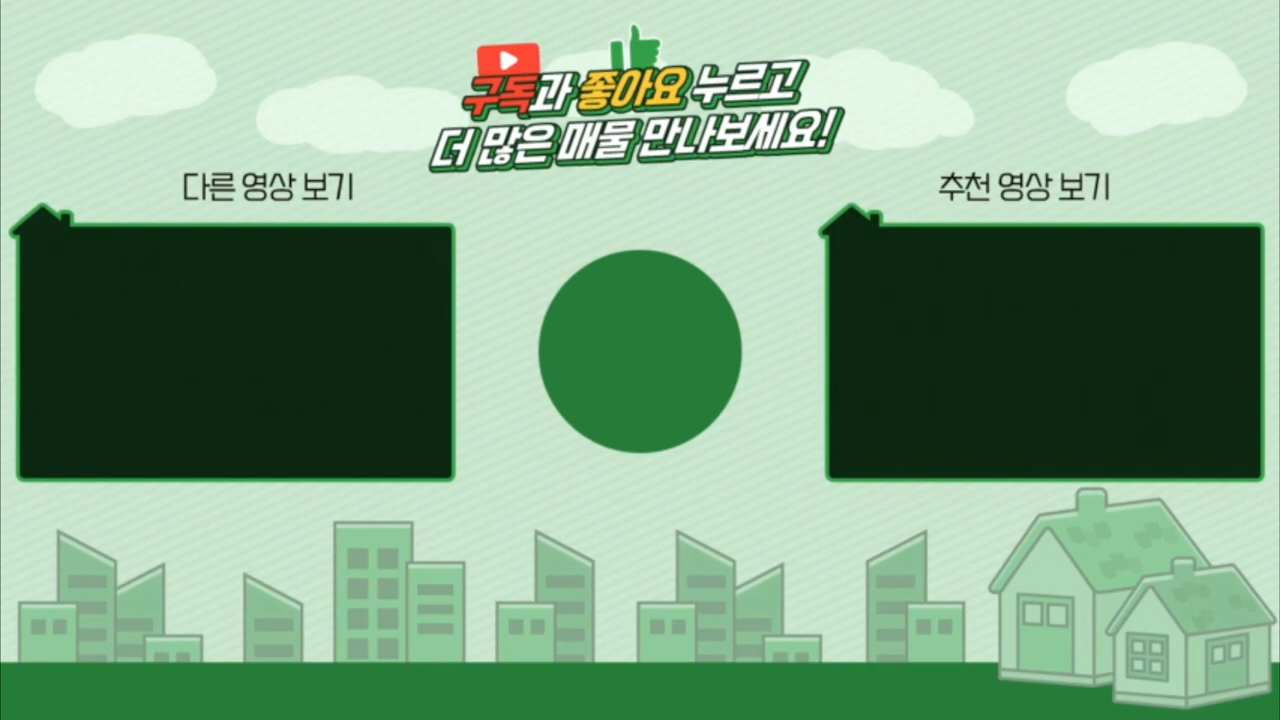 구독과 좋아요 누르고
더 많은 매물 만나보세요!
다른 영상 보기
추천 영상 보기